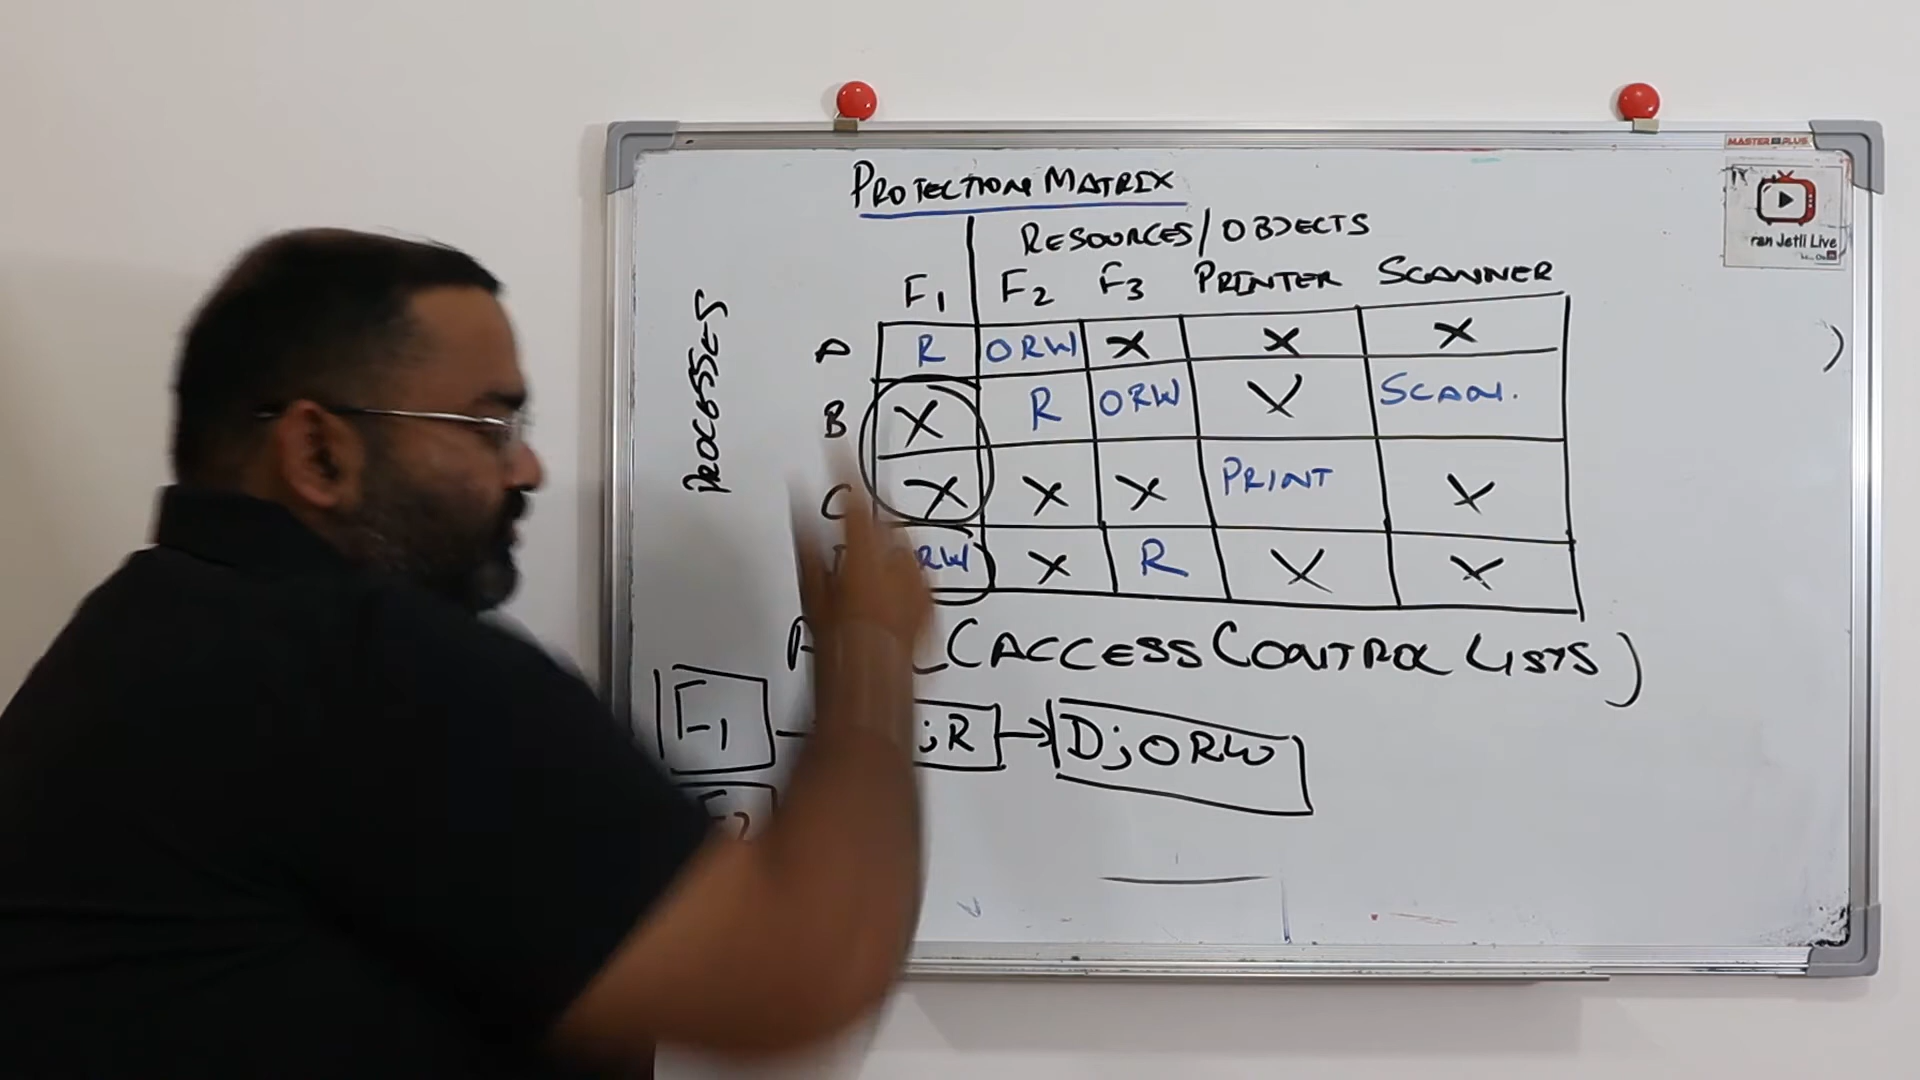 PROTECTION MATRIX
RESOURCES/OBJECTS
PROCESSES
F1 F2 F3 PRINTER SCANNER
A R ORW X X X
B X R ORW X SCAN.
C X X X PRINT X
RW X R X X
(ACCESS CONTROL LISTS)
F1 ;R D;ORW
F2
MASTER PLUS
ran Jetli Live